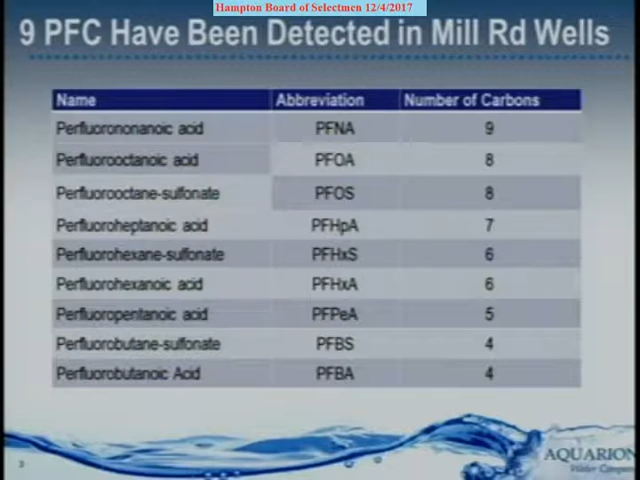 Hampton Board of Selectmen 12/4/2017
9 PFC Have Been Detected in Mill Rd Wells
Name Abbreviation Number of Carbons
Perfluorononanoic acid PFNA 9
Perfluorooctanoic acid PFOA 8
Perfluorooctane-sulfonate PFOS 8
Perfluoroheptanoic acid PFHpA 7
Perfluorohexane-sulfonate PFHxS 6
Perfluorohexanoic acid PFHxA 6
Perfluoropentanoic acid PFPeA 5
Perfluorobutane-sulfonate PFBS 4
Perfluorobutanoic Acid PFBA 4
3
AQUARION
Water